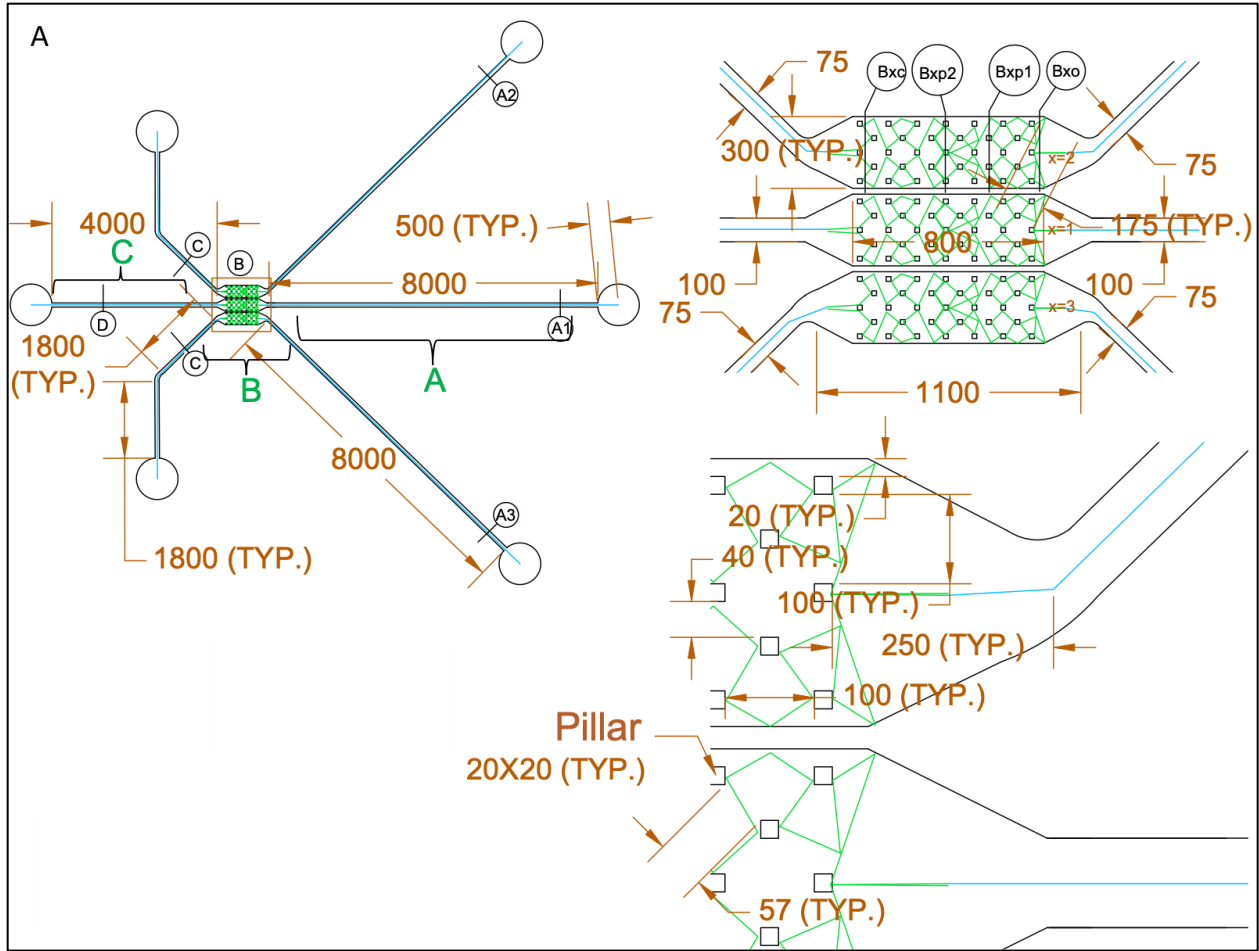 A
A2
4000
500 (TYP.)
C
C
B
8000
D
A1
1800
(TYP.)
C
B
A
8000
A3
1800 (TYP.)
75
Bxc
Bxp2
Bxp1
Bxo
300 (TYP.)
x=2
75
800
x=1
175 (TYP.)
100
100
75
x=3
75
1100
20 (TYP.)
40 (TYP.)
100 (TYP.)
250 (TYP.)
100 (TYP.)
Pillar
20X20 (TYP.)
57 (TYP.)